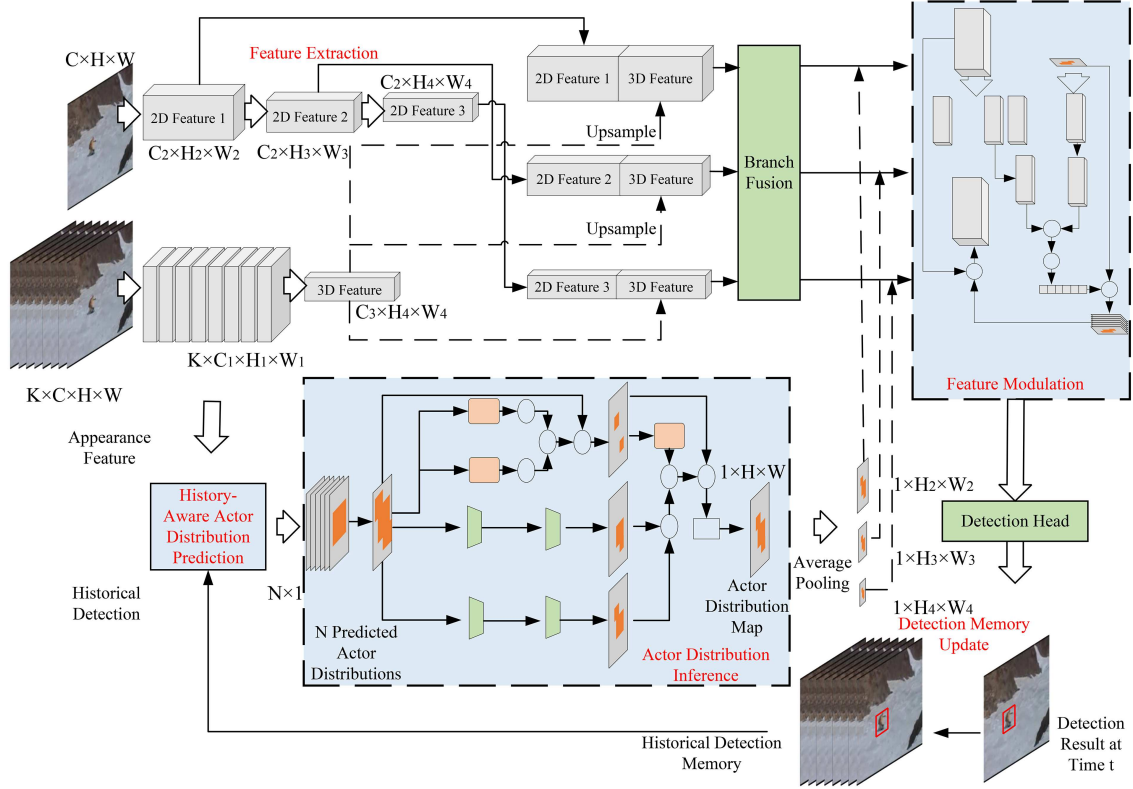 C×H×W
Feature Extraction
2D Feature 1
C₂×H₂×W₂
2D Feature 2
C₂×H₃×W₃
C₂×H₄×W₄
2D Feature 3
2D Feature 1
3D Feature
Upsample
2D Feature 2
3D Feature
Upsample
2D Feature 3
3D Feature
Branch
Fusion
Feature Modulation
K×C×H×W
K×C₁×H₁×W₁
3D Feature
C₃×H₄×W₄
Appearance
Feature
History-
Aware Actor
Distribution
Prediction
Historical
Detection
N×1
N Predicted
Actor
Distributions
1×H×W
Actor
Distribution
Map
Actor Distribution
Inference
Average
Pooling
1×H₂×W₂
1×H₃×W₃
1×H₄×W₄
Detection Head
Detection Memory
Update
Detection
Result at
Time t
Historical Detection
Memory